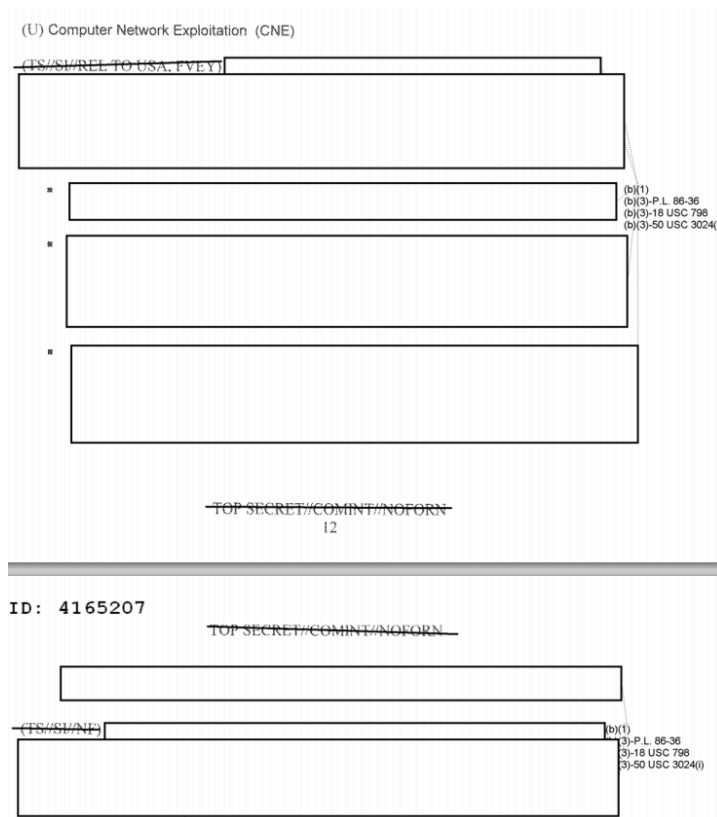 (U) Computer Network Exploitation (CNE)
(TS//SI//REL TO USA, FVEY)
(b)(1)
(b)(3)-P.L. 86-36
(b)(3)-18 USC 798
(b)(3)-50 USC 3024(
TOP SECRET//COMINT//NOFORN
12
ID: 4165207
TOP SECRET//COMINT//NOFORN
(TS//SI//NF)
(b)(1)
(3)-P.L. 86-36
(3)-18 USC 798
(3)-50 USC 3024(i)